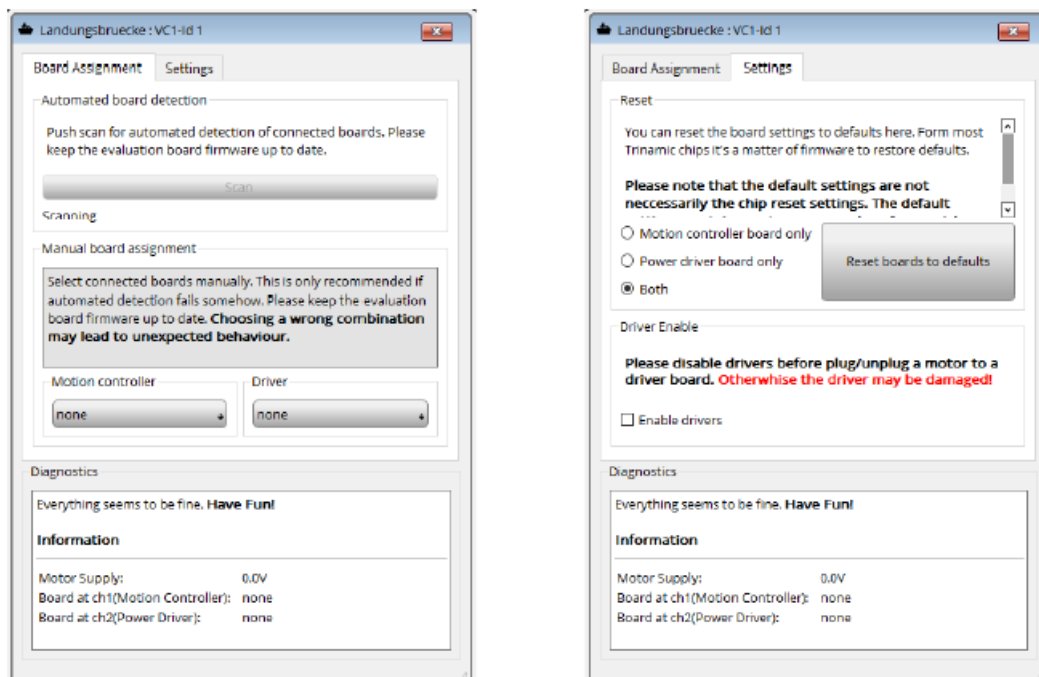 Landungsbruecke : VC1-Id 1
Board Assignment Settings
Automated board detection
Push scan for automated detection of connected boards. Please
keep the evaluation board firmware up to date.
Scan
Scanning
Manual board assignment
Select connected boards manually. This is only recommended if
automated detection fails somehow. Please keep the evaluation
board firmware up to date. Choosing a wrong combination
may lead to unexpected behaviour.
Motion controller Driver
none none
Diagnostics
Everything seems to be fine. Have Fun!
Information
Motor Supply: 0.0V
Board at ch1(Motion Controller): none
Board at ch2(Power Driver): none
Landungsbruecke : VC1-Id 1
Board Assignment Settings
Reset
You can reset the board settings to defaults here. Form most
Trinamic chips it's a matter of firmware to restore defaults.
Please note that the default settings are not
neccessarily the chip reset settings. The default
Motion controller board only
Power driver board only
Both
Reset boards to defaults
Driver Enable
Please disable drivers before plug/unplug a motor to a
driver board. Otherwhise the driver may be damaged!
Enable drivers
Diagnostics
Everything seems to be fine. Have Fun!
Information
Motor Supply: 0.0V
Board at ch1(Motion Controller): none
Board at ch2(Power Driver): none